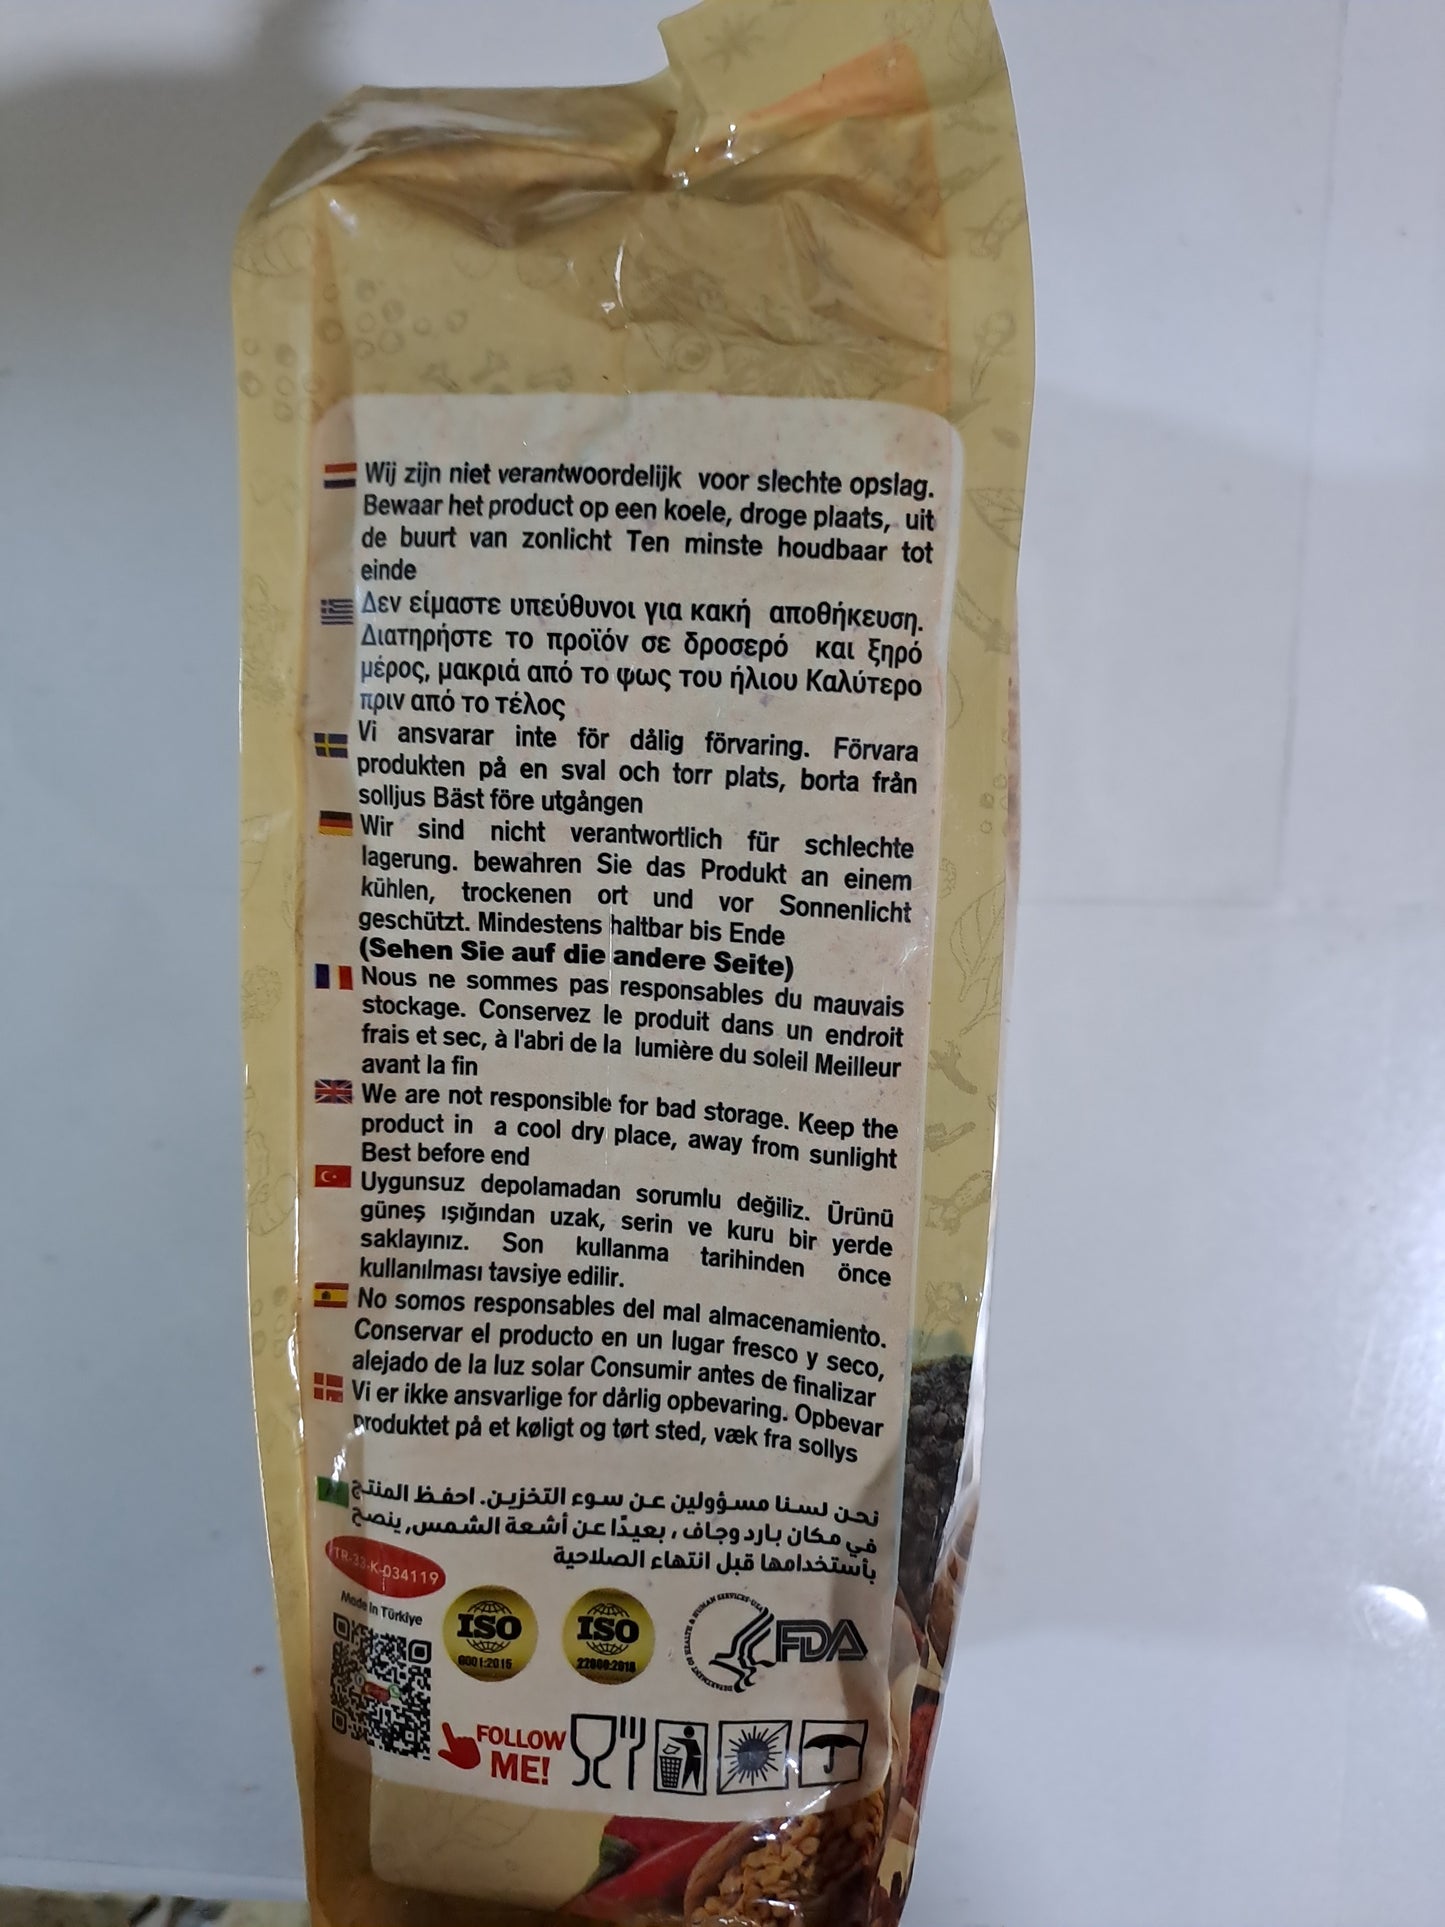 Wij zijn niet verantwoordelijk voor slechte opslag.
Bewaar het product op een koele, droge plaats, uit
de buurt van zonlicht Ten minste houdbaar tot
einde
Δεν είμαστε υπεύθυνοι για κακή αποθήκευση.
Διατηρήστε το προϊόν σε δροσερό και ξηρό
μέρος, μακριά από το φως του ήλιου Καλύτερο
πριν από το τέλος
Vi ansvarar inte för dålig förvaring. Förvara
produkten på en sval och torr plats, borta från
solljus Bäst före utgången
Wir sind nicht verantwortlich für schlechte
lagerung. bewahren Sie das Produkt an einem
kühlen, trockenen ort und vor Sonnenlicht
geschützt. Mindestens haltbar bis Ende
(Sehen Sie auf die andere Seite)
Nous ne sommes pas responsables du mauvais
stockage. Conservez le produit dans un endroit
frais et sec, à l'abri de la lumière du soleil Meilleur
avant la fin
We are not responsible for bad storage. Keep the
product in a cool dry place, away from sunlight
Best before end
Uygunsuz depolamadan sorumlu değiliz. Ürünü
güneş ışığından uzak, serin ve kuru bir yerde
saklayınız. Son kullanma tarihinden önce
kullanılması tavsiye edilir.
No somos responsables del mal almacenamiento.
Conservar el producto en un lugar fresco y seco,
alejado de la luz solar Consumir antes de finalizar
Vi er ikke ansvarlige for dårlig opbevaring. Opbevar
produktet på et køligt og tørt sted, væk fra sollys
نحن لسنا مسؤولين عن سوء التخزين. احفظ المنتج
في مكان بارد وجاف ، بعيدًا عن أشعة الشمس, ينصح
بأستخدامها قبل انتهاء الصلاحية
TR-33-K-034119
Made in Türkiye
ISO
9001:2015
ISO
22000:2018
DEPARTMENT OF HEALTH & HUMAN SERVICES·USA
FDA
FOLLOW
ME!